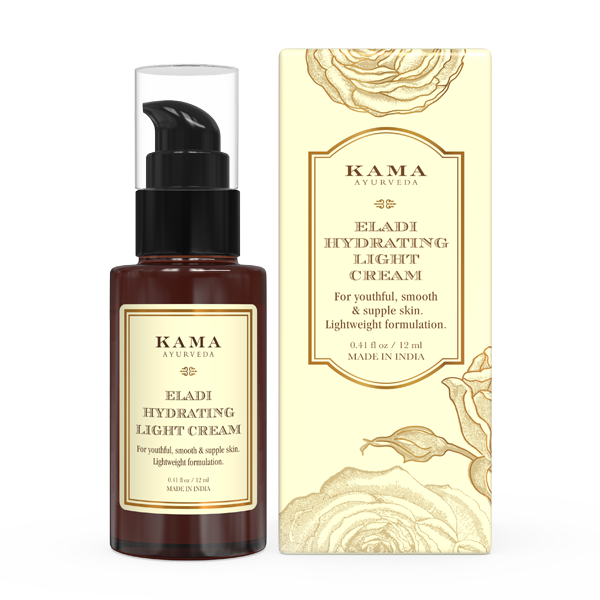 KAMA
AYURVEDA
ELADI
HYDRATING
LIGHT CREAM
For youthful, smooth & supple skin.
Lightweight formulation.
0.41 fl oz / 12 ml
MADE IN INDIA
KAMA
AYURVEDA
ELADI
HYDRATING
LIGHT
CREAM
For youthful, smooth
& supple skin.
Lightweight formulation.
0.41 fl oz / 12 ml
MADE IN INDIA